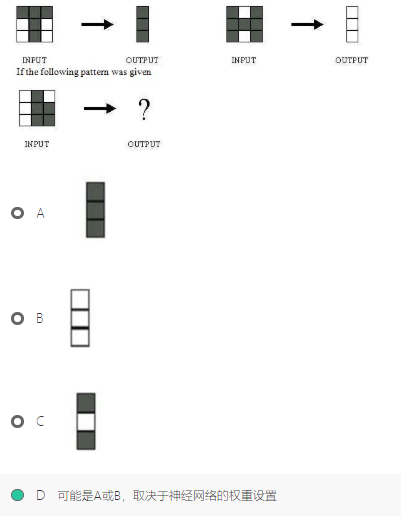 INPUT OUTPUT INPUT OUTPUT
If the following pattern was given
?
INPUT OUTPUT
A
B
C
D 可能是A或B，取决于神经网络的权重设置